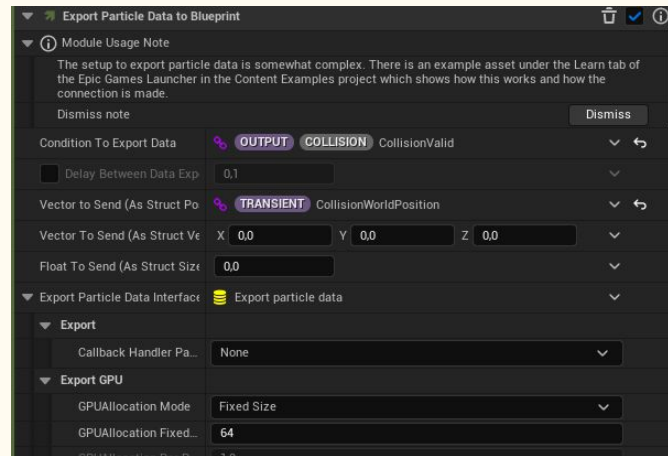 Export Particle Data to Blueprint
Module Usage Note
The setup to export particle data is somewhat complex. There is an example asset under the Learn tab of
the Epic Games Launcher in the Content Examples project which shows how this works and how the
connection is made.
Dismiss note Dismiss
Condition To Export Data OUTPUT COLLISION CollisionValid
Delay Between Data Exp 0,1
Vector to Send (As Struct Po TRANSIENT CollisionWorldPosition
Vector To Send (As Struct Ve X 0,0 Y 0,0 Z 0,0
Float To Send (As Struct Size 0,0
Export Particle Data Interface Export particle data
Export
Callback Handler Pa... None
Export GPU
GPUAllocation Mode Fixed Size
GPUAllocation Fixed... 64